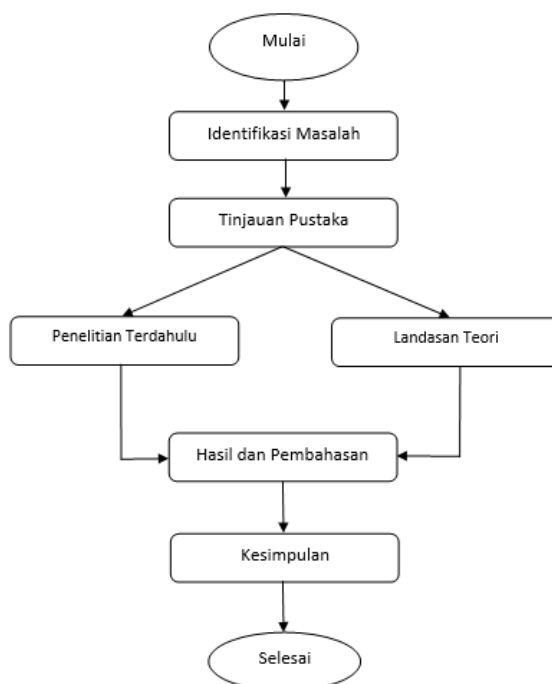 Mulai
Identifikasi Masalah
Tinjauan Pustaka
Penelitian Terdahulu
Landasan Teori
Hasil dan Pembahasan
Kesimpulan
Selesai